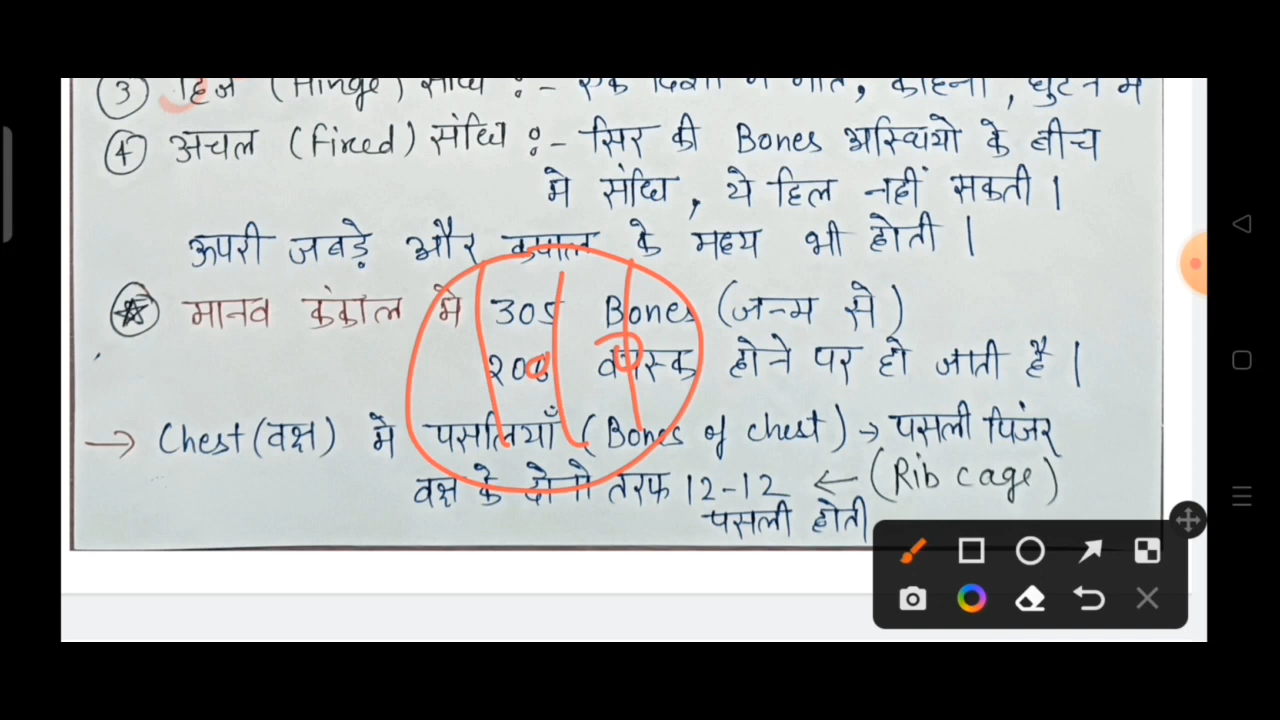 ③ हिंज (Hinge) संधि :- एक दिशा में गति, कोहनी, घुटने में
④ अचल (Fixed) संधि :- सिर की Bones अस्थियो के बीच
मे संधि, ये हिल नहीं सकती।
ऊपरी जबड़े और कपाल के मध्य भी होती।
मानव कंकाल मे 305 Bones (जन्म से)
वयस्क होने पर हो जाती है।
→ Chest (वक्ष) मे पसलियाँ (Bones of chest) → पसली पिंजर
वक्ष के दोनो तरफ 12-12 ← (Rib cage)
पसली होती